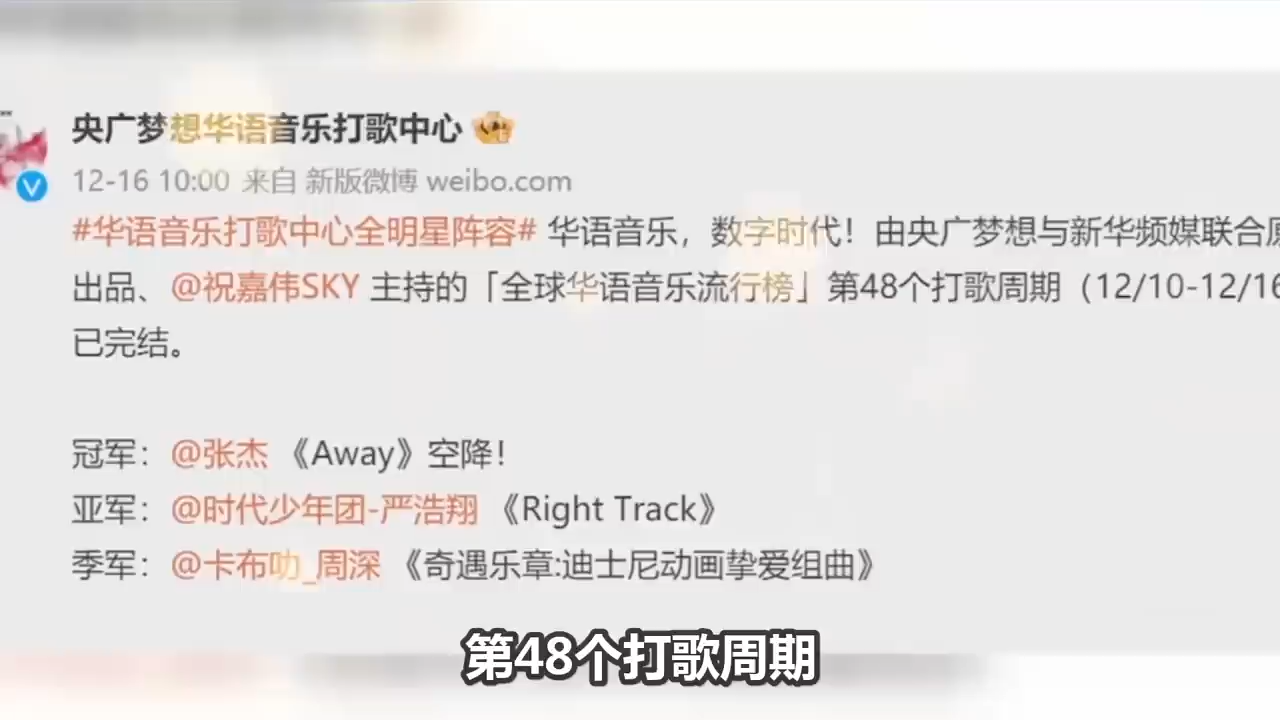 央广梦想华语音乐打歌中心
12-16 10:00 来自 新版微博 weibo.com
#华语音乐打歌中心全明星阵容# 华语音乐，数字时代！由央广梦想与新华频媒联合
出品、@祝嘉伟SKY 主持的「全球华语音乐流行榜」第48个打歌周期（12/10-12/16
已完结。
冠军：@张杰 《Away》空降！
亚军：@时代少年团-严浩翔 《Right Track》
季军：@卡布叻_周深 《奇遇乐章:迪士尼动画挚爱组曲》
第48个打歌周期